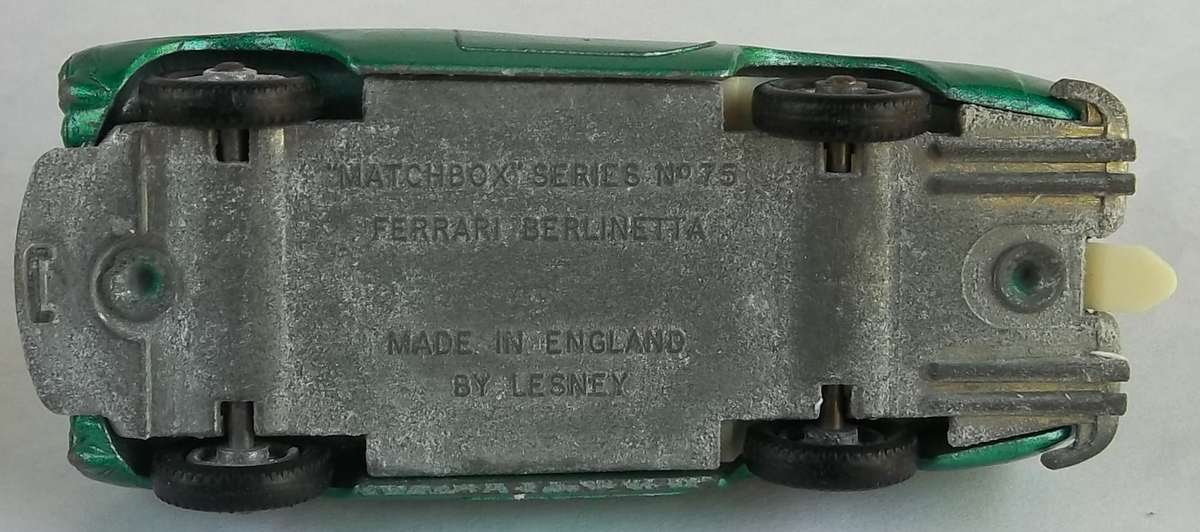 "MATCHBOX" SERIES Nº 75
FERRARI BERLINETTA
MADE IN ENGLAND
BY LESNEY